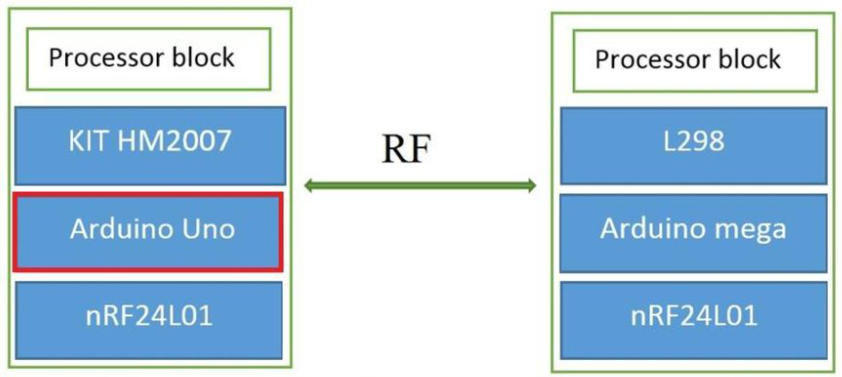 Processor block
KIT HM2007
Arduino Uno
nRF24L01
RF
Processor block
L298
Arduino mega
nRF24L01